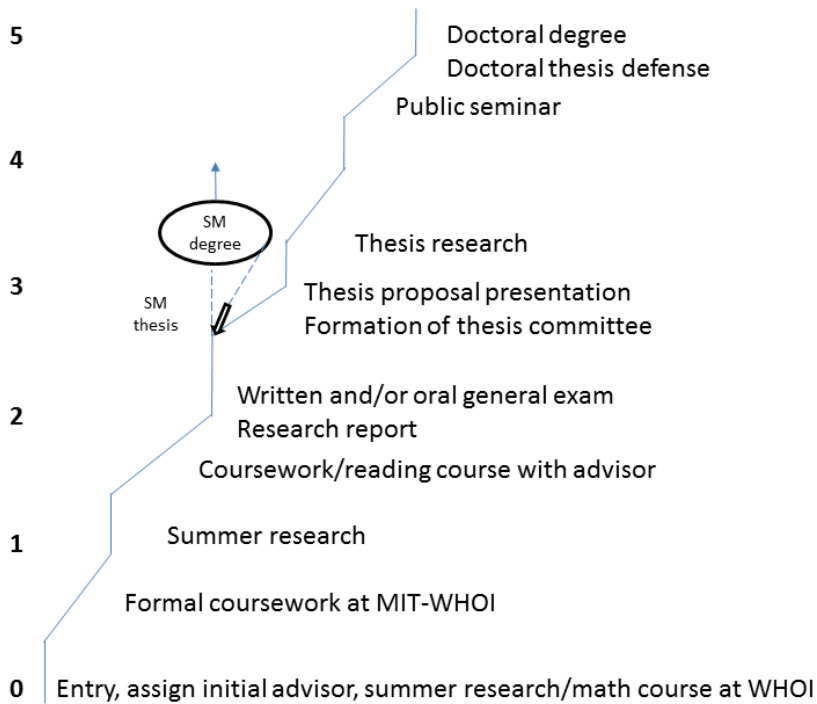 5
Doctoral degree
Doctoral thesis defense
Public seminar
4
SM
degree
Thesis research
3
Thesis proposal presentation
SM
thesis
Formation of thesis committee
2
Written and/or oral general exam
Research report
Coursework/reading course with advisor
1
Summer research
Formal coursework at MIT-WHOI
0
Entry, assign initial advisor, summer research/math course at WHOI